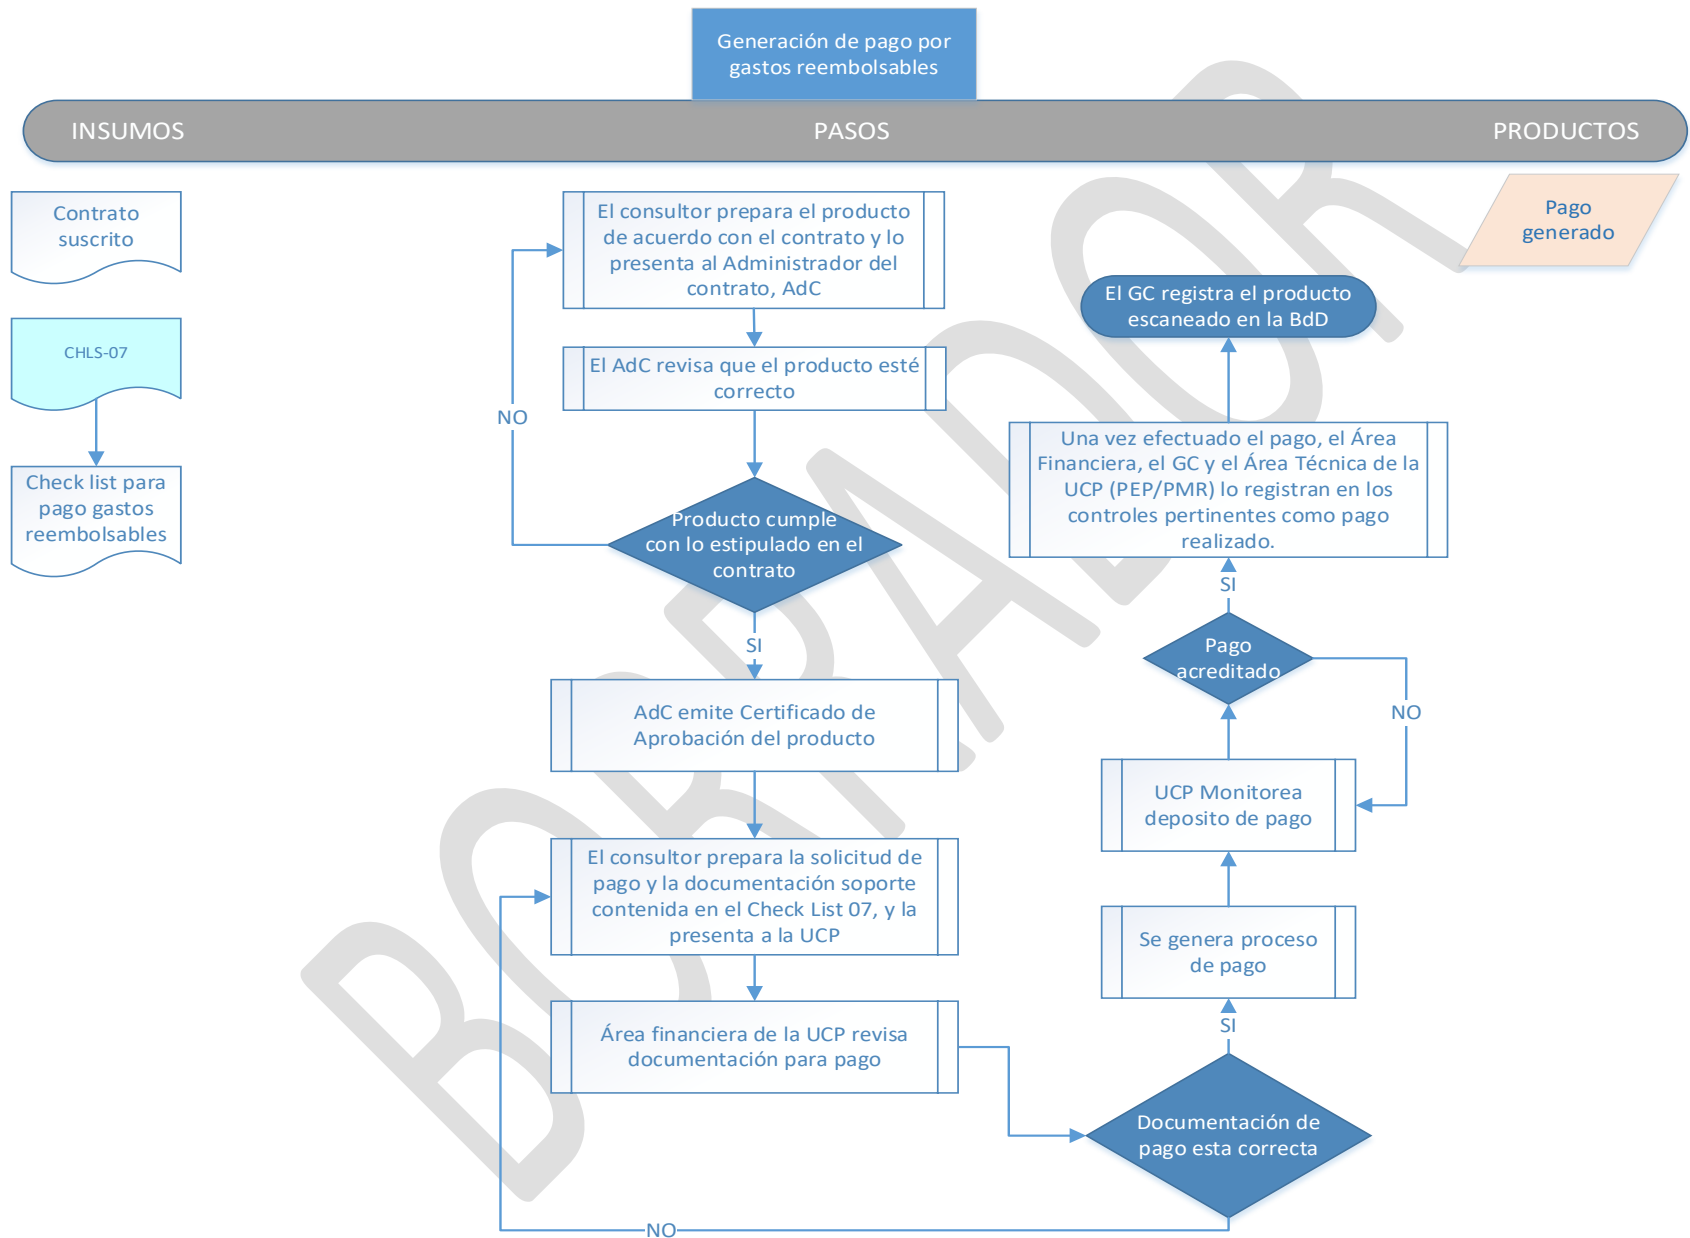 Generación de pago por
gastos reembolsables
INSUMOS
PASOS
PRODUCTOS
Contrato
suscrito
CHLS-07
Check list para
pago gastos
reembolsables
El consultor prepara el producto
de acuerdo con el contrato y lo
presenta al Administrador del
contrato, AdC
El AdC revisa que el producto esté
correcto
NO
Producto cumple
con lo estipulado en el
contrato
SI
AdC emite Certificado de
Aprobación del producto
El consultor prepara la solicitud de
pago y la documentación soporte
contenida en el Check List 07, y la
presenta a la UCP
Área financiera de la UCP revisa
documentación para pago
NO
Documentación de
pago esta correcta
SI
Se genera proceso
de pago
UCP Monitorea
deposito de pago
NO
Pago
acreditado
SI
Una vez efectuado el pago, el Área
Financiera, el GC y el Área Técnica de la
UCP (PEP/PMR) lo registran en los
controles pertinentes como pago
realizado.
El GC registra el producto
escaneado en la BdD
Pago
generado
BORRADOR